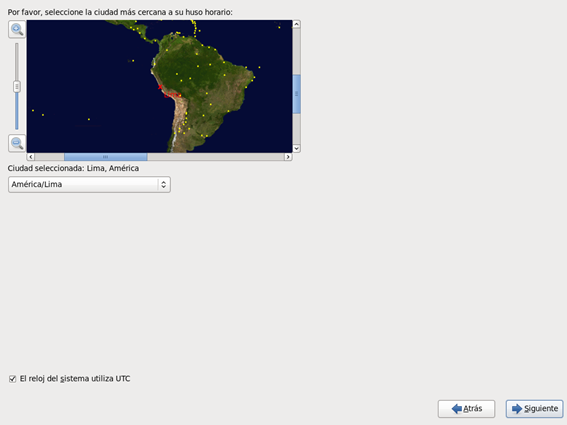 Por favor, seleccione la ciudad más cercana a su huso horario:
Ciudad seleccionada: Lima, América
América/Lima
El reloj del sistema utiliza UTC
Atrás
Siguiente